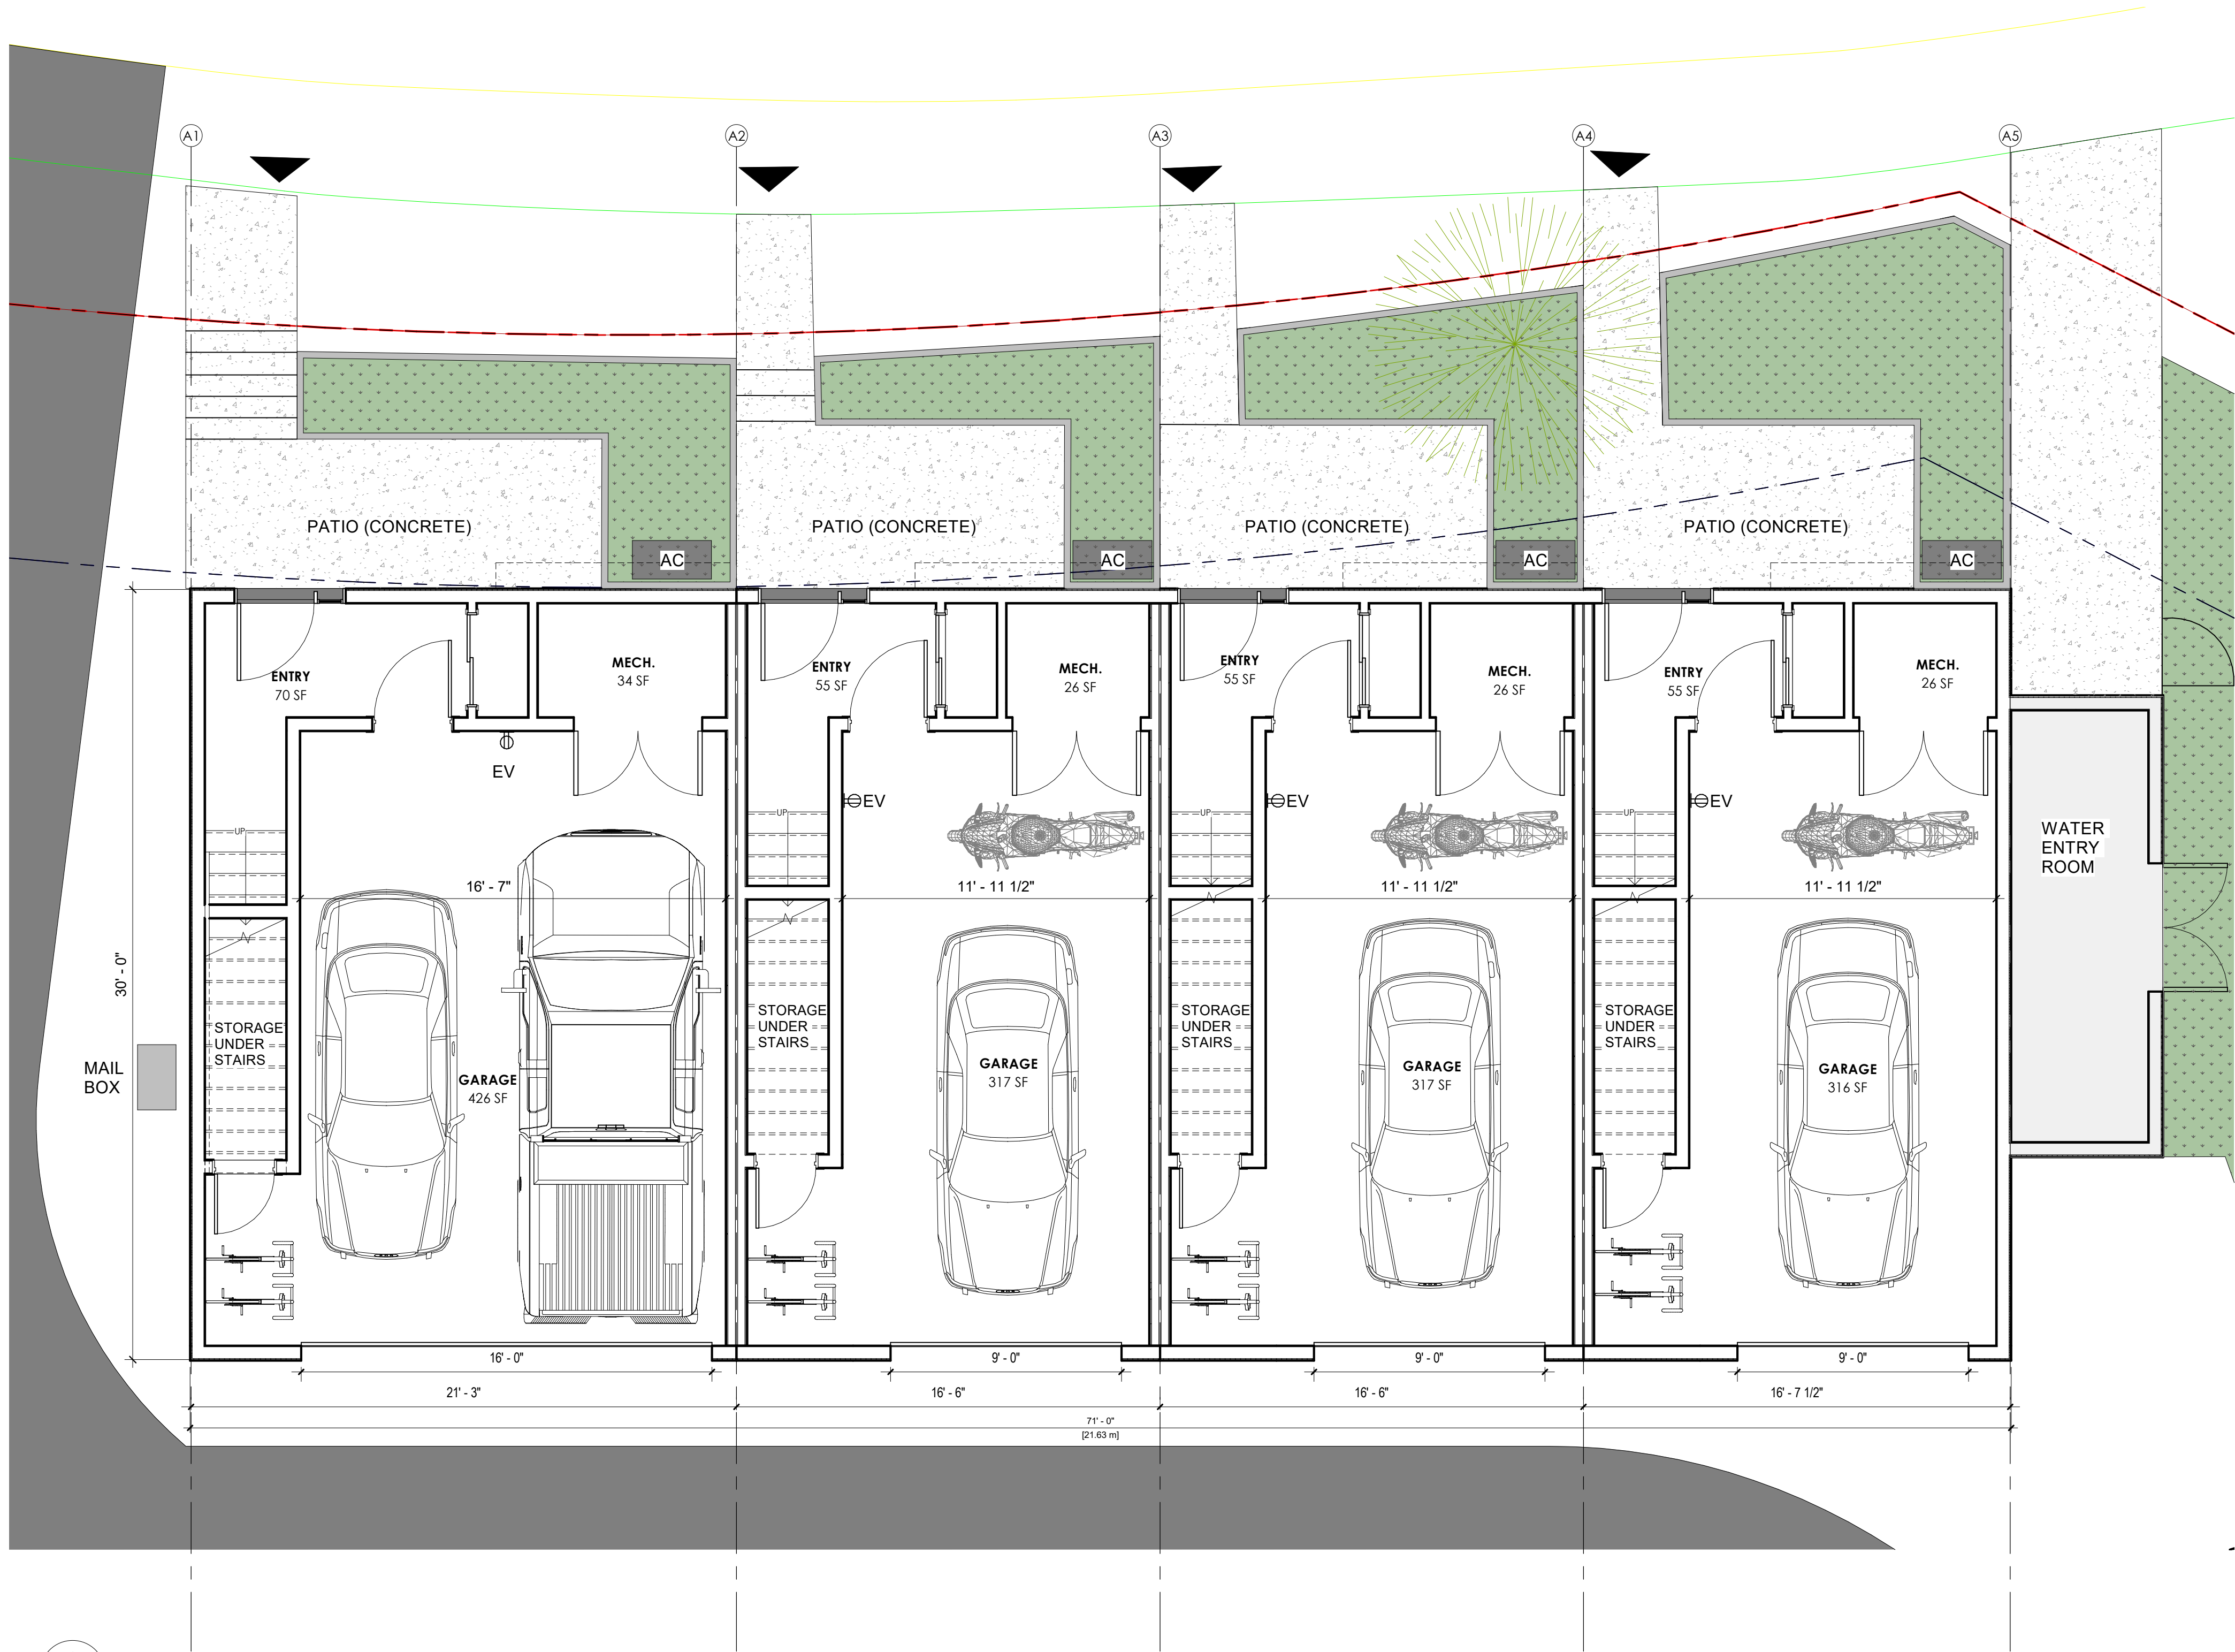 A1
A2
A3
A4
A5
PATIO (CONCRETE)
PATIO (CONCRETE)
PATIO (CONCRETE)
PATIO (CONCRETE)
AC
AC
AC
AC
ENTRY
70 SF
MECH.
34 SF
ENTRY
55 SF
MECH.
26 SF
ENTRY
55 SF
MECH.
26 SF
ENTRY
55 SF
MECH.
26 SF
EV
EV
EV
EV
UP
UP
UP
UP
WATER
ENTRY
ROOM
16' - 7"
11' - 11 1/2"
11' - 11 1/2"
11' - 11 1/2"
30' - 0"
STORAGE
UNDER
STAIRS
STORAGE
UNDER
STAIRS
STORAGE
UNDER
STAIRS
STORAGE
UNDER
STAIRS
MAIL
BOX
GARAGE
426 SF
GARAGE
317 SF
GARAGE
317 SF
GARAGE
316 SF
16' - 0"
9' - 0"
9' - 0"
9' - 0"
21' - 3"
16' - 6"
16' - 6"
16' - 7 1/2"
71' - 0"
[21.63 m]